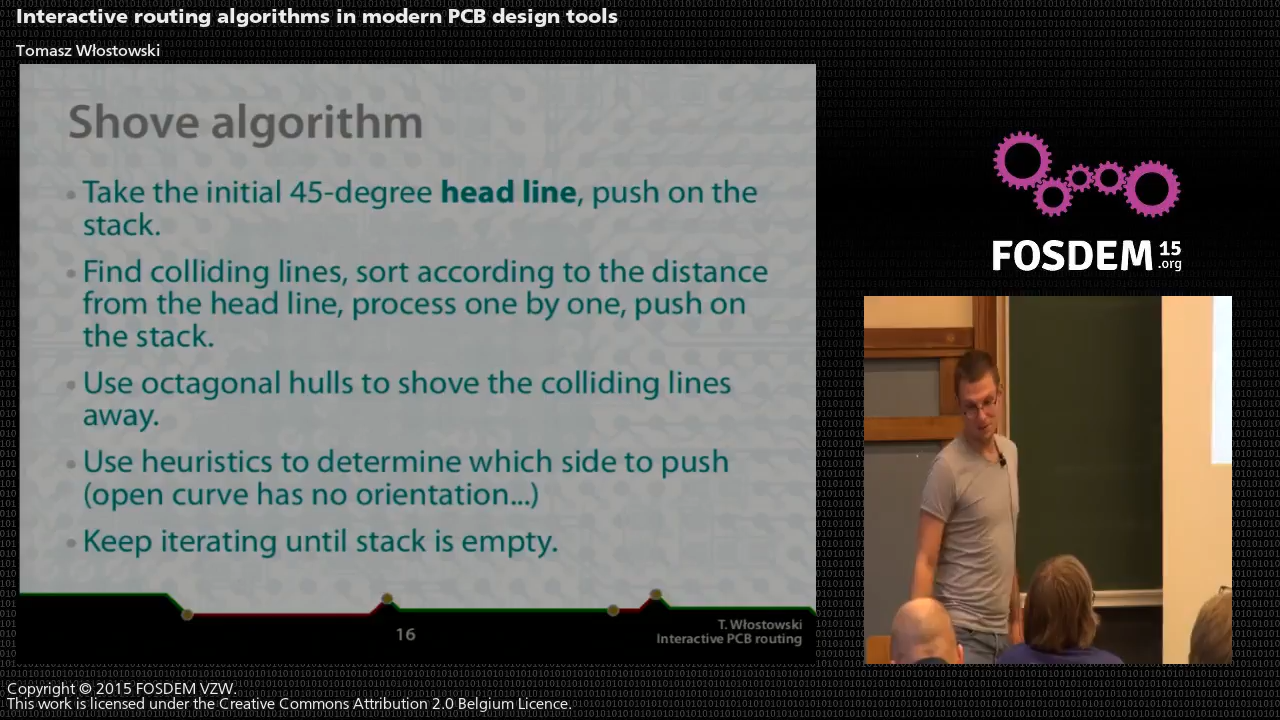 Interactive routing algorithms in modern PCB design tools
Tomasz Włostowski
Shove algorithm
Take the initial 45-degree head line, push on the
stack.
Find colliding lines, sort according to the distance
from the head line, process one by one, push on
the stack.
Use octagonal hulls to shove the colliding lines
away.
Use heuristics to determine which side to push
(open curve has no orientation...)
Keep iterating until stack is empty.
16
T. Włostowski
Interactive PCB routing
FOSDEM 15
.org
Copyright © 2015 FOSDEM VZW.
This work is licensed under the Creative Commons Attribution 2.0 Belgium Licence.